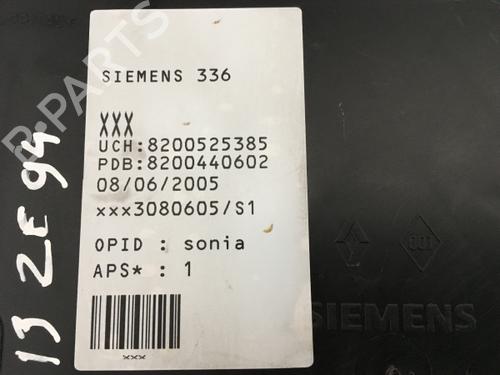 B-PARTS
SIEMENS 336
XXX
UCH:8200525385
PDB:8200440602
08/06/2005
xxx3080605/S1
OPID : sonia
APS* : 1
xxx
13 ZE 94
001
SIEMENS